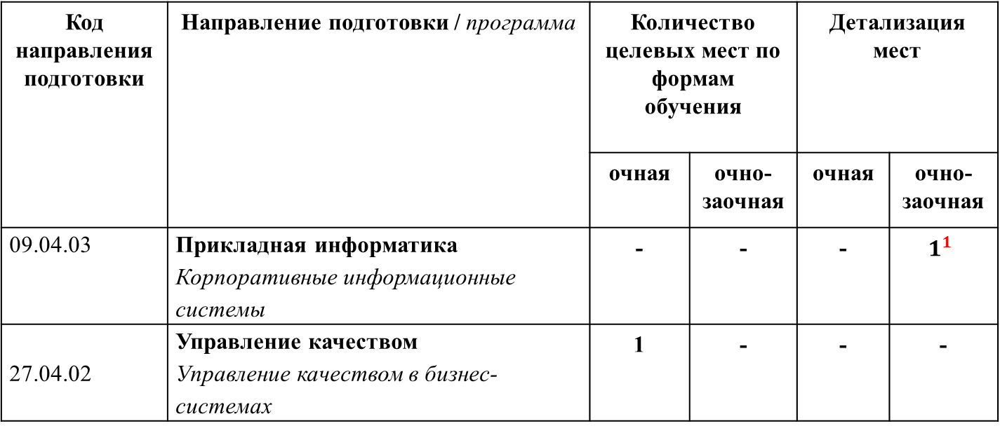 Код
направления
подготовки
Направление подготовки / программа
Количество
целевых мест по
формам
обучения
Детализация
мест
очная
очно-
заочная
очная
очно-
заочная
09.04.03
Прикладная информатика
Корпоративные информационные
системы
-
-
-
1¹
27.04.02
Управление качеством
Управление качеством в бизнес-
системах
1
-
-
-